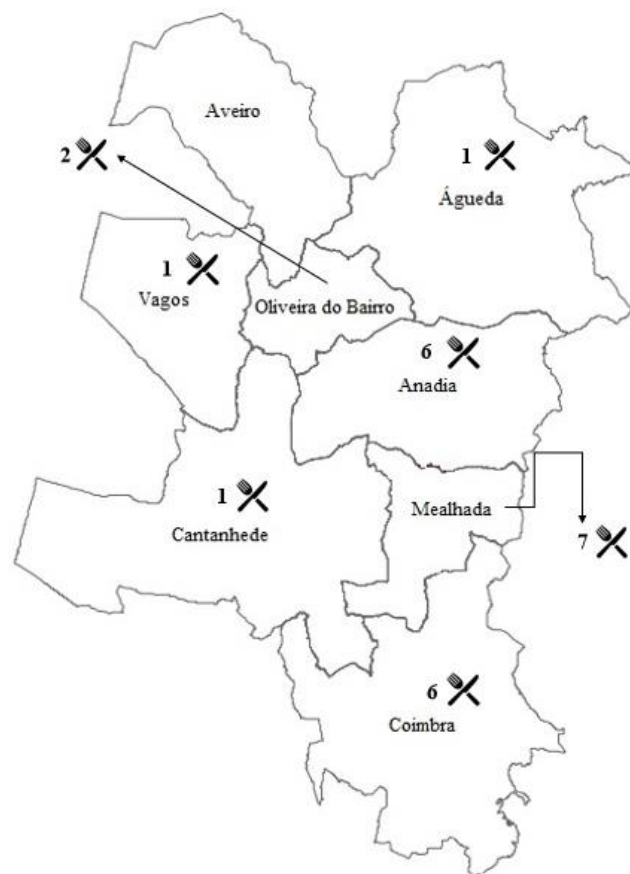 Aveiro
2
1
Águeda
1
Vagos
Oliveira do Bairro
6
Anadia
1
Cantanhede
Mealhada
7
6
Coimbra